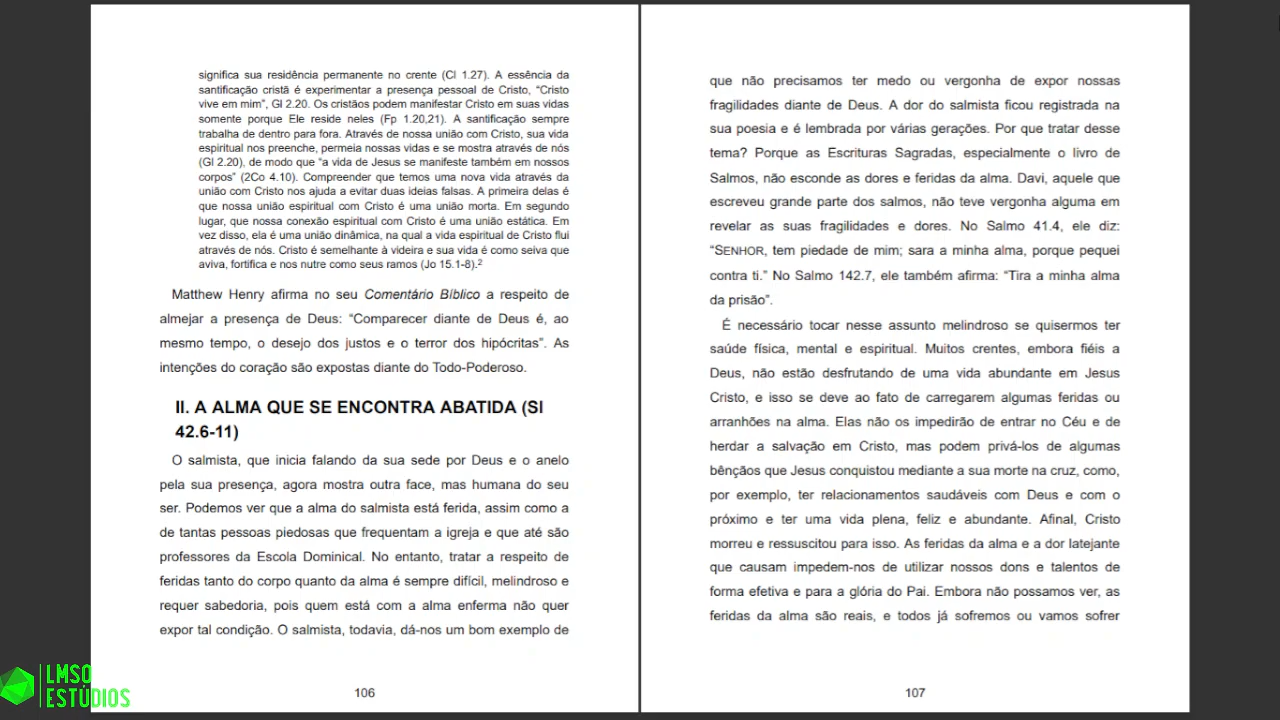 significa sua residência permanente no crente (Cl 1.27). A essência da
santificação cristã é experimentar a presença pessoal de Cristo, “Cristo
vive em mim”, Gl 2.20. Os cristãos podem manifestar Cristo em suas vidas
somente porque Ele reside neles (Fp 1.20,21). A santificação sempre
trabalha de dentro para fora. Através de nossa união com Cristo, sua vida
espiritual nos preenche, permeia nossas vidas e se mostra através de nós
(Gl 2.20), de modo que “a vida de Jesus se manifeste também em nossos
corpos” (2Co 4.10). Compreender que temos uma nova vida através da
união com Cristo nos ajuda a evitar duas ideias falsas. A primeira delas é
que nossa união espiritual com Cristo é uma união morta. Em segundo
lugar, que nossa conexão espiritual com Cristo é uma união estática. Em
vez disso, ela é uma união dinâmica, na qual a vida espiritual de Cristo flui
através de nós. Cristo é semelhante à videira e sua vida é como seiva que
aviva, fortifica e nos nutre como seus ramos (Jo 15.1-8).²
Matthew Henry afirma no seu Comentário Bíblico a respeito de
almejar a presença de Deus: “Comparecer diante de Deus é, ao
mesmo tempo, o desejo dos justos e o terror dos hipócritas”. As
intenções do coração são expostas diante do Todo-Poderoso.
II. A ALMA QUE SE ENCONTRA ABATIDA (Sl
42.6-11)
O salmista, que inicia falando da sua sede por Deus e o anelo
pela sua presença, agora mostra outra face, mas humana do seu
ser. Podemos ver que a alma do salmista está ferida, assim como a
de tantas pessoas piedosas que frequentam a igreja e que até são
professores da Escola Dominical. No entanto, tratar a respeito de
feridas tanto do corpo quanto da alma é sempre difícil, melindroso e
requer sabedoria, pois quem está com a alma enferma não quer
expor tal condição. O salmista, todavia, dá-nos um bom exemplo de
106
que não precisamos ter medo ou vergonha de expor nossas
fragilidades diante de Deus. A dor do salmista ficou registrada na
sua poesia e é lembrada por várias gerações. Por que tratar desse
tema? Porque as Escrituras Sagradas, especialmente o livro de
Salmos, não esconde as dores e feridas da alma. Davi, aquele que
escreveu grande parte dos salmos, não teve vergonha alguma em
revelar as suas fragilidades e dores. No Salmo 41.4, ele diz:
“SENHOR, tem piedade de mim; sara a minha alma, porque pequei
contra ti.” No Salmo 142.7, ele também afirma: “Tira a minha alma
da prisão”.
É necessário tocar nesse assunto melindroso se quisermos ter
saúde física, mental e espiritual. Muitos crentes, embora fiéis a
Deus, não estão desfrutando de uma vida abundante em Jesus
Cristo, e isso se deve ao fato de carregarem algumas feridas ou
arranhões na alma. Elas não os impedirão de entrar no Céu e de
herdar a salvação em Cristo, mas podem privá-los de algumas
bênçãos que Jesus conquistou mediante a sua morte na cruz, como,
por exemplo, ter relacionamentos saudáveis com Deus e com o
próximo e ter uma vida plena, feliz e abundante. Afinal, Cristo
morreu e ressuscitou para isso. As feridas da alma e a dor latejante
que causam impedem-nos de utilizar nossos dons e talentos de
forma efetiva e para a glória do Pai. Embora não possamos ver, as
feridas da alma são reais, e todos já sofremos ou vamos sofrer
107
LMSO
ESTÚDIOS